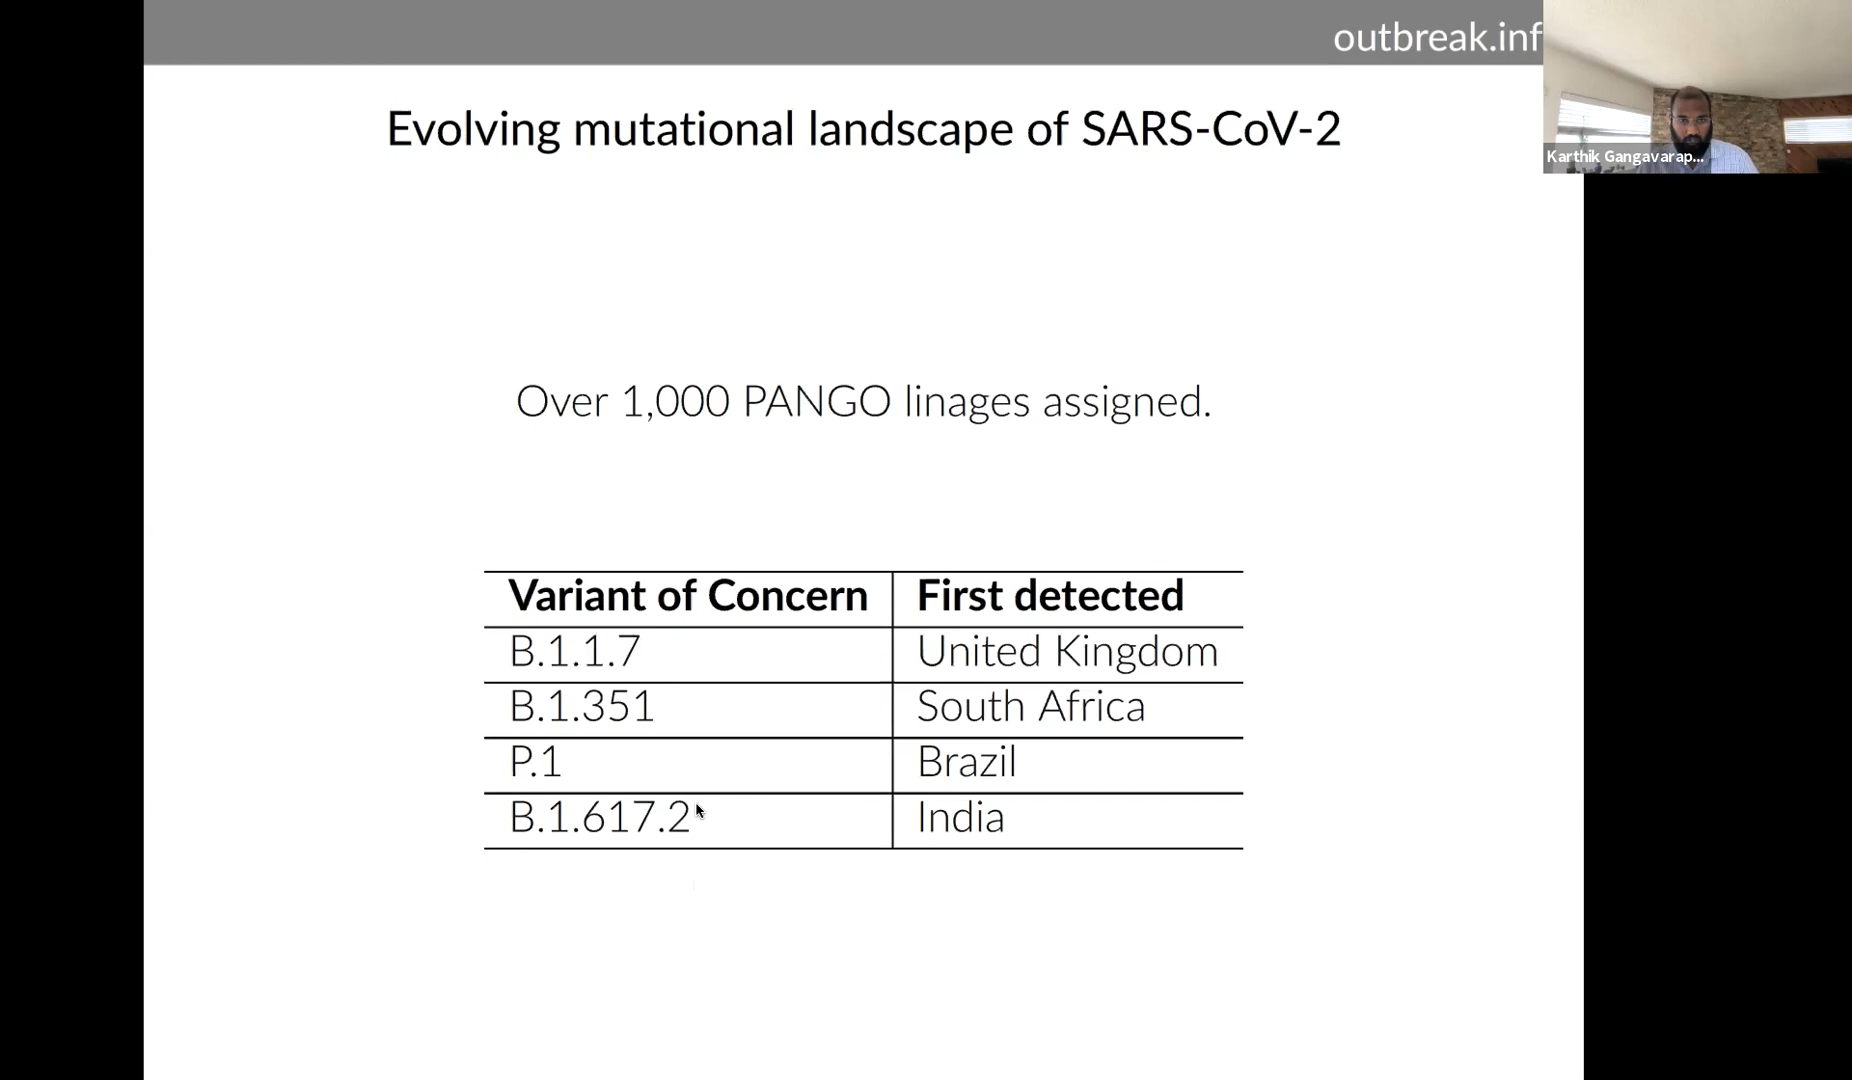 outbreak.inf
Evolving mutational landscape of SARS-CoV-2
Karthik Gangavarap...
Over 1,000 PANGO linages assigned.
Variant of Concern First detected
B.1.1.7 United Kingdom
B.1.351 South Africa
P.1 Brazil
B.1.617.2 India